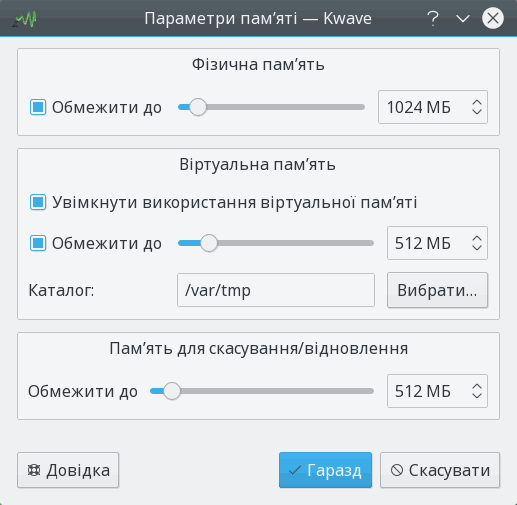 Параметри пам’яті — Kwave
Фізична пам’ять
Обмежити до 1024 МБ
Віртуальна пам’ять
Увімкнути використання віртуальної пам’яті
Обмежити до 512 МБ
Каталог: /var/tmp Вибрати...
Пам’ять для скасування/відновлення
Обмежити до 512 МБ
Довідка Гаразд Скасувати